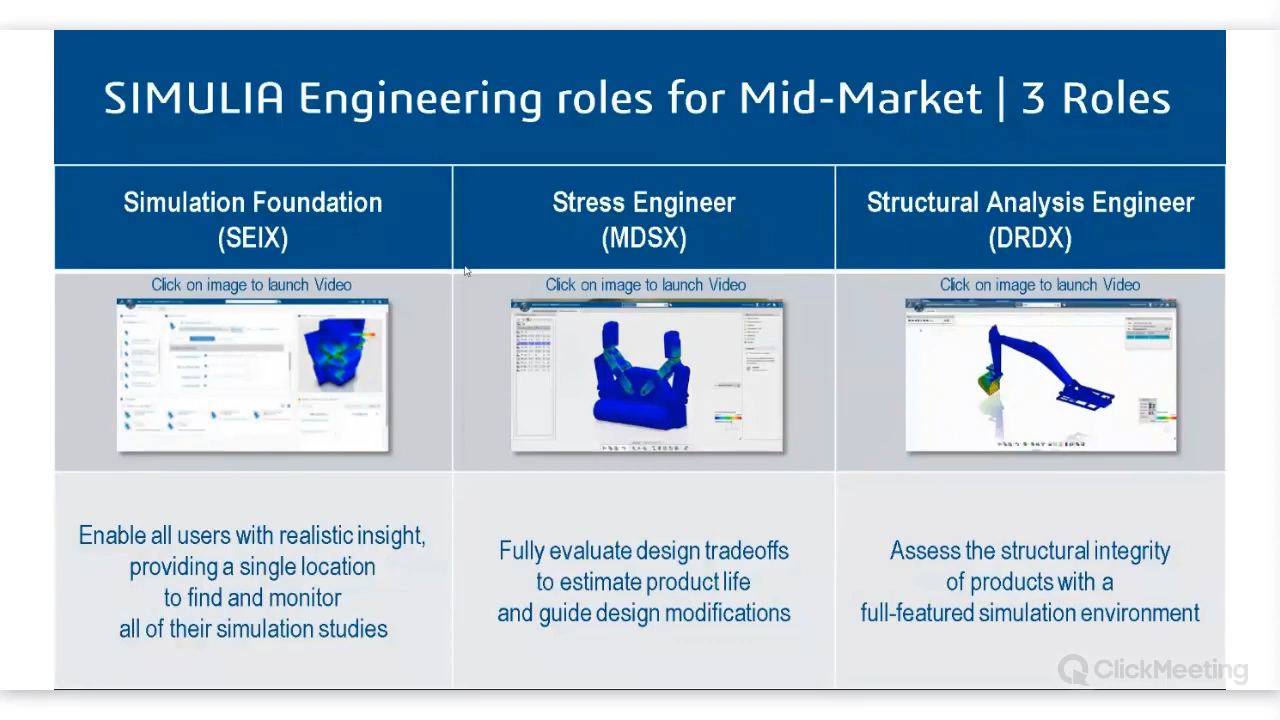 SIMULIA Engineering roles for Mid-Market | 3 Roles
Simulation Foundation
(SEIX)
Stress Engineer
(MDSX)
Structural Analysis Engineer
(DRDX)
Click on image to launch Video
Click on image to launch Video
Click on image to launch Video
Enable all users with realistic insight,
providing a single location
to find and monitor
all of their simulation studies
Fully evaluate design tradeoffs
to estimate product life
and guide design modifications
Assess the structural integrity
of products with a
full-featured simulation environment
ClickMeeting